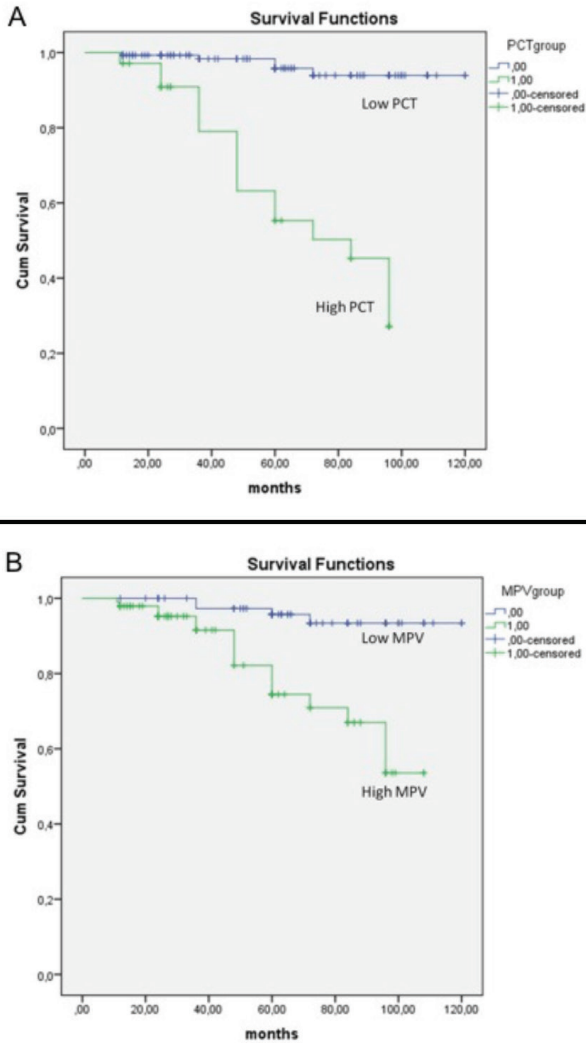 A
Survival Functions
PCTgroup
,00
1,00
,00-censored
1,00-censored
1,0
0,8
0,6
0,4
0,2
0,0
Cum Survival
Low PCT
High PCT
,00 20,00 40,00 60,00 80,00 100,00 120,00
months
B
Survival Functions
MPVgroup
,00
1,00
,00-censored
1,00-censored
1,0
0,8
0,6
0,4
0,2
0,0
Cum Survival
Low MPV
High MPV
,00 20,00 40,00 60,00 80,00 100,00 120,00
months